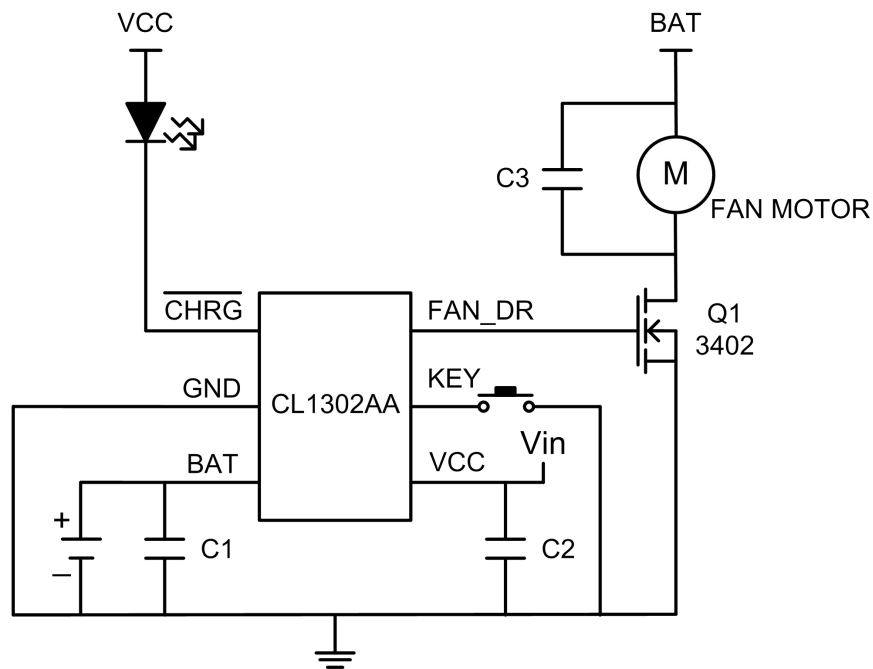 VCC
BAT
C3
M
FAN MOTOR
CHRG
FAN_DR
Q1
3402
GND
KEY
CL1302AA
Vin
BAT
VCC
+
C1
C2
–